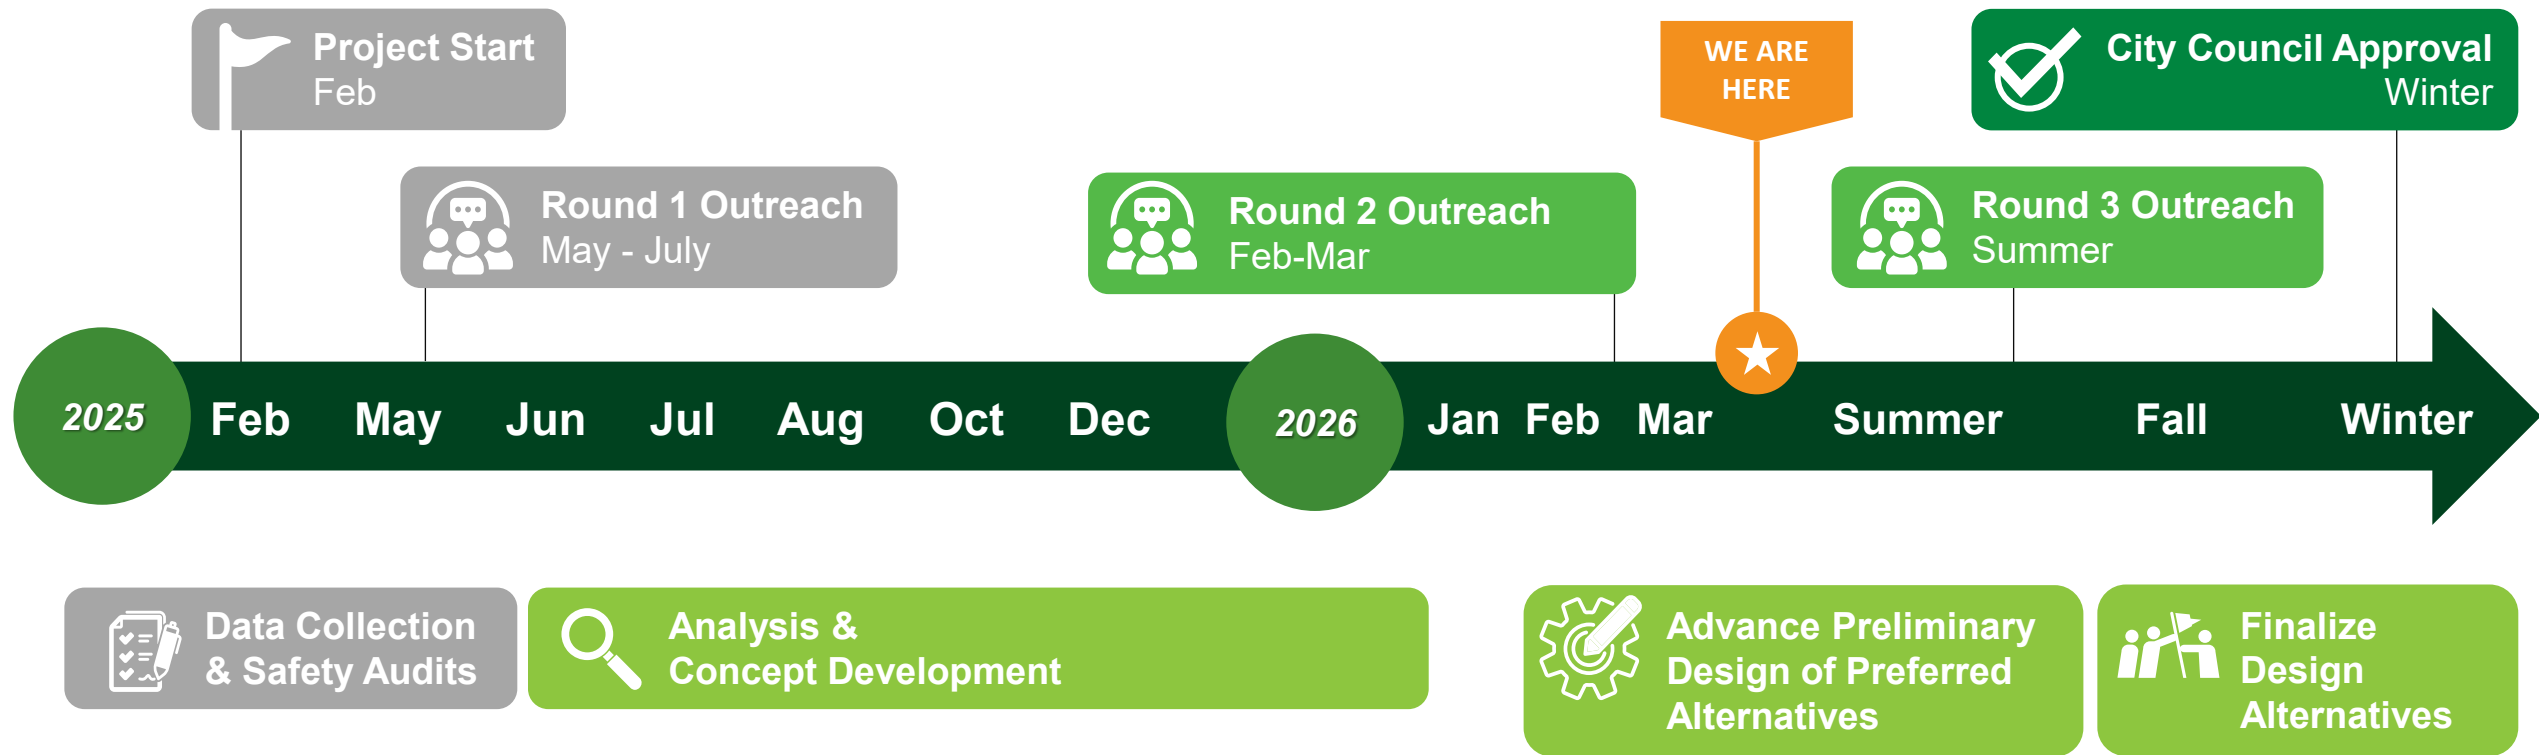 Project Start
Feb
WE ARE
HERE
City Council Approval
Winter
Round 1 Outreach
May - July
Round 2 Outreach
Feb-Mar
Round 3 Outreach
Summer
2025 Feb May Jun Jul Aug Oct Dec 2026 Jan Feb Mar Summer Fall Winter
Data Collection
& Safety Audits
Analysis &
Concept Development
Advance Preliminary
Design of Preferred
Alternatives
Finalize
Design
Alternatives